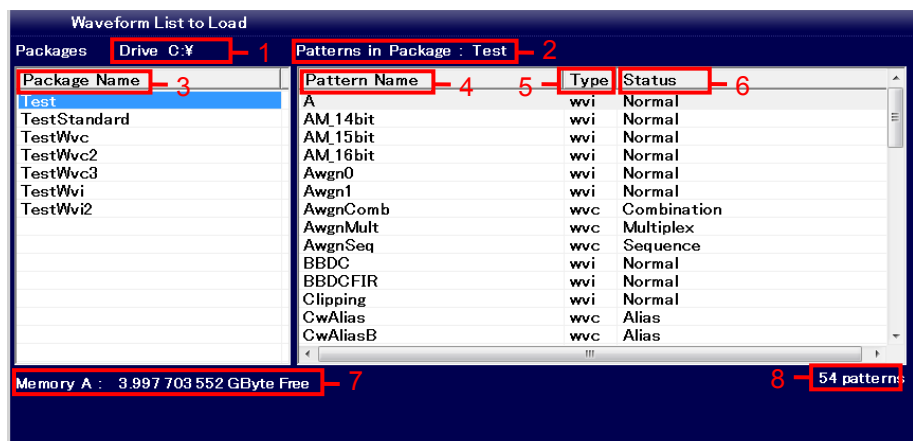 Waveform List to Load
Packages Drive C:¥ 1 Patterns in Package : Test 2
Package Name 3 Pattern Name 4 5 Type Status 6
Test A wvi Normal
TestStandard AM_14bit wvi Normal
TestWvc AM_15bit wvi Normal
TestWvc2 AM_16bit wvi Normal
TestWvc3 Awgn0 wvi Normal
TestWvi Awgn1 wvi Normal
TestWvi2 AwgnComb wvc Combination
AwgnMult wvc Multiplex
AwgnSeq wvc Sequence
BBDC wvi Normal
BBDCFIR wvi Normal
Clipping wvi Normal
CwAlias wvc Alias
CwAliasB wvc Alias
Memory A : 3.997 703 552 GByte Free 7 8 54 patterns